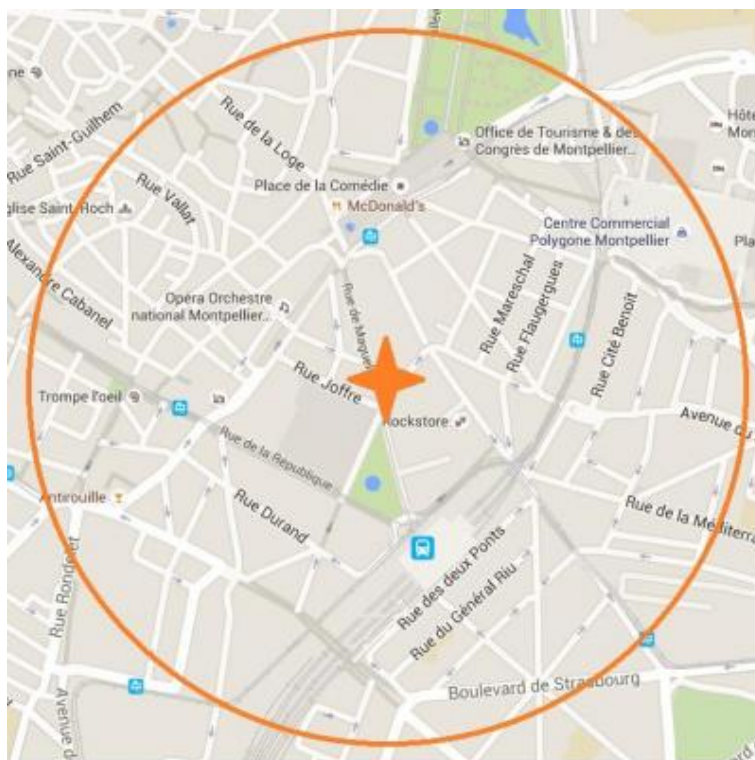 Rue Saint-Guilhem
Rue de la Loge
Office de Tourisme & des
Congrès de Montpellier...
Hôte
Mon
Place de la Comédie
McDonald's
Rue Vallat
glise Saint-Roch
Centre Commercial
Polygone Montpellier
Pla
Alexandre Cabanel
Opéra Orchestre
national Montpellier...
Rue de Maguel
Rue Mareschal
Rue Flaugergues
Rue Cité Benoit
Rue Joffre
Trompe l'oeil
Rockstore
Avenue du
Rue de la République
Antirouille
Rue Durand
Rue de la Méditerra
Rue des deux Ponts
Rue du Général Riu
Rue Rondelet
Boulevard de Strasbourg
Avenue d